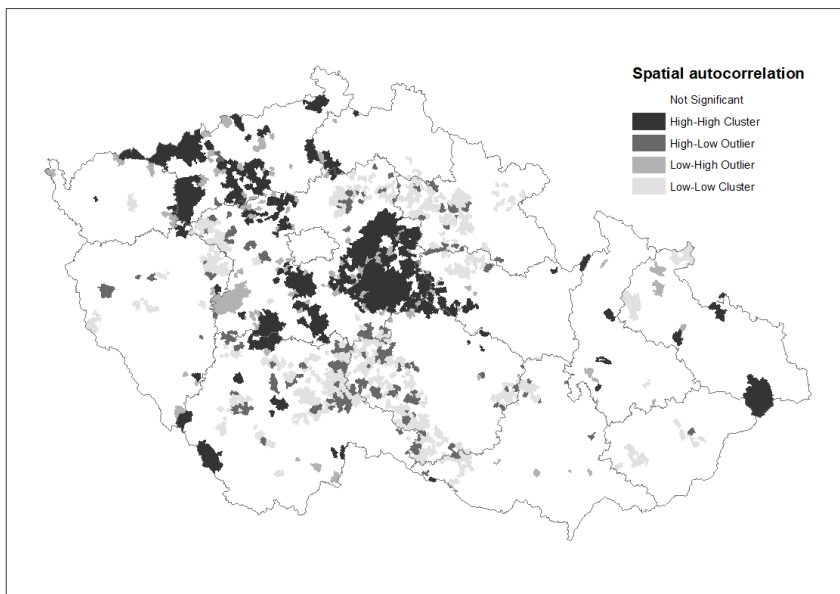 Spatial autocorrelation
Not Significant
High-High Cluster
High-Low Outlier
Low-High Outlier
Low-Low Cluster